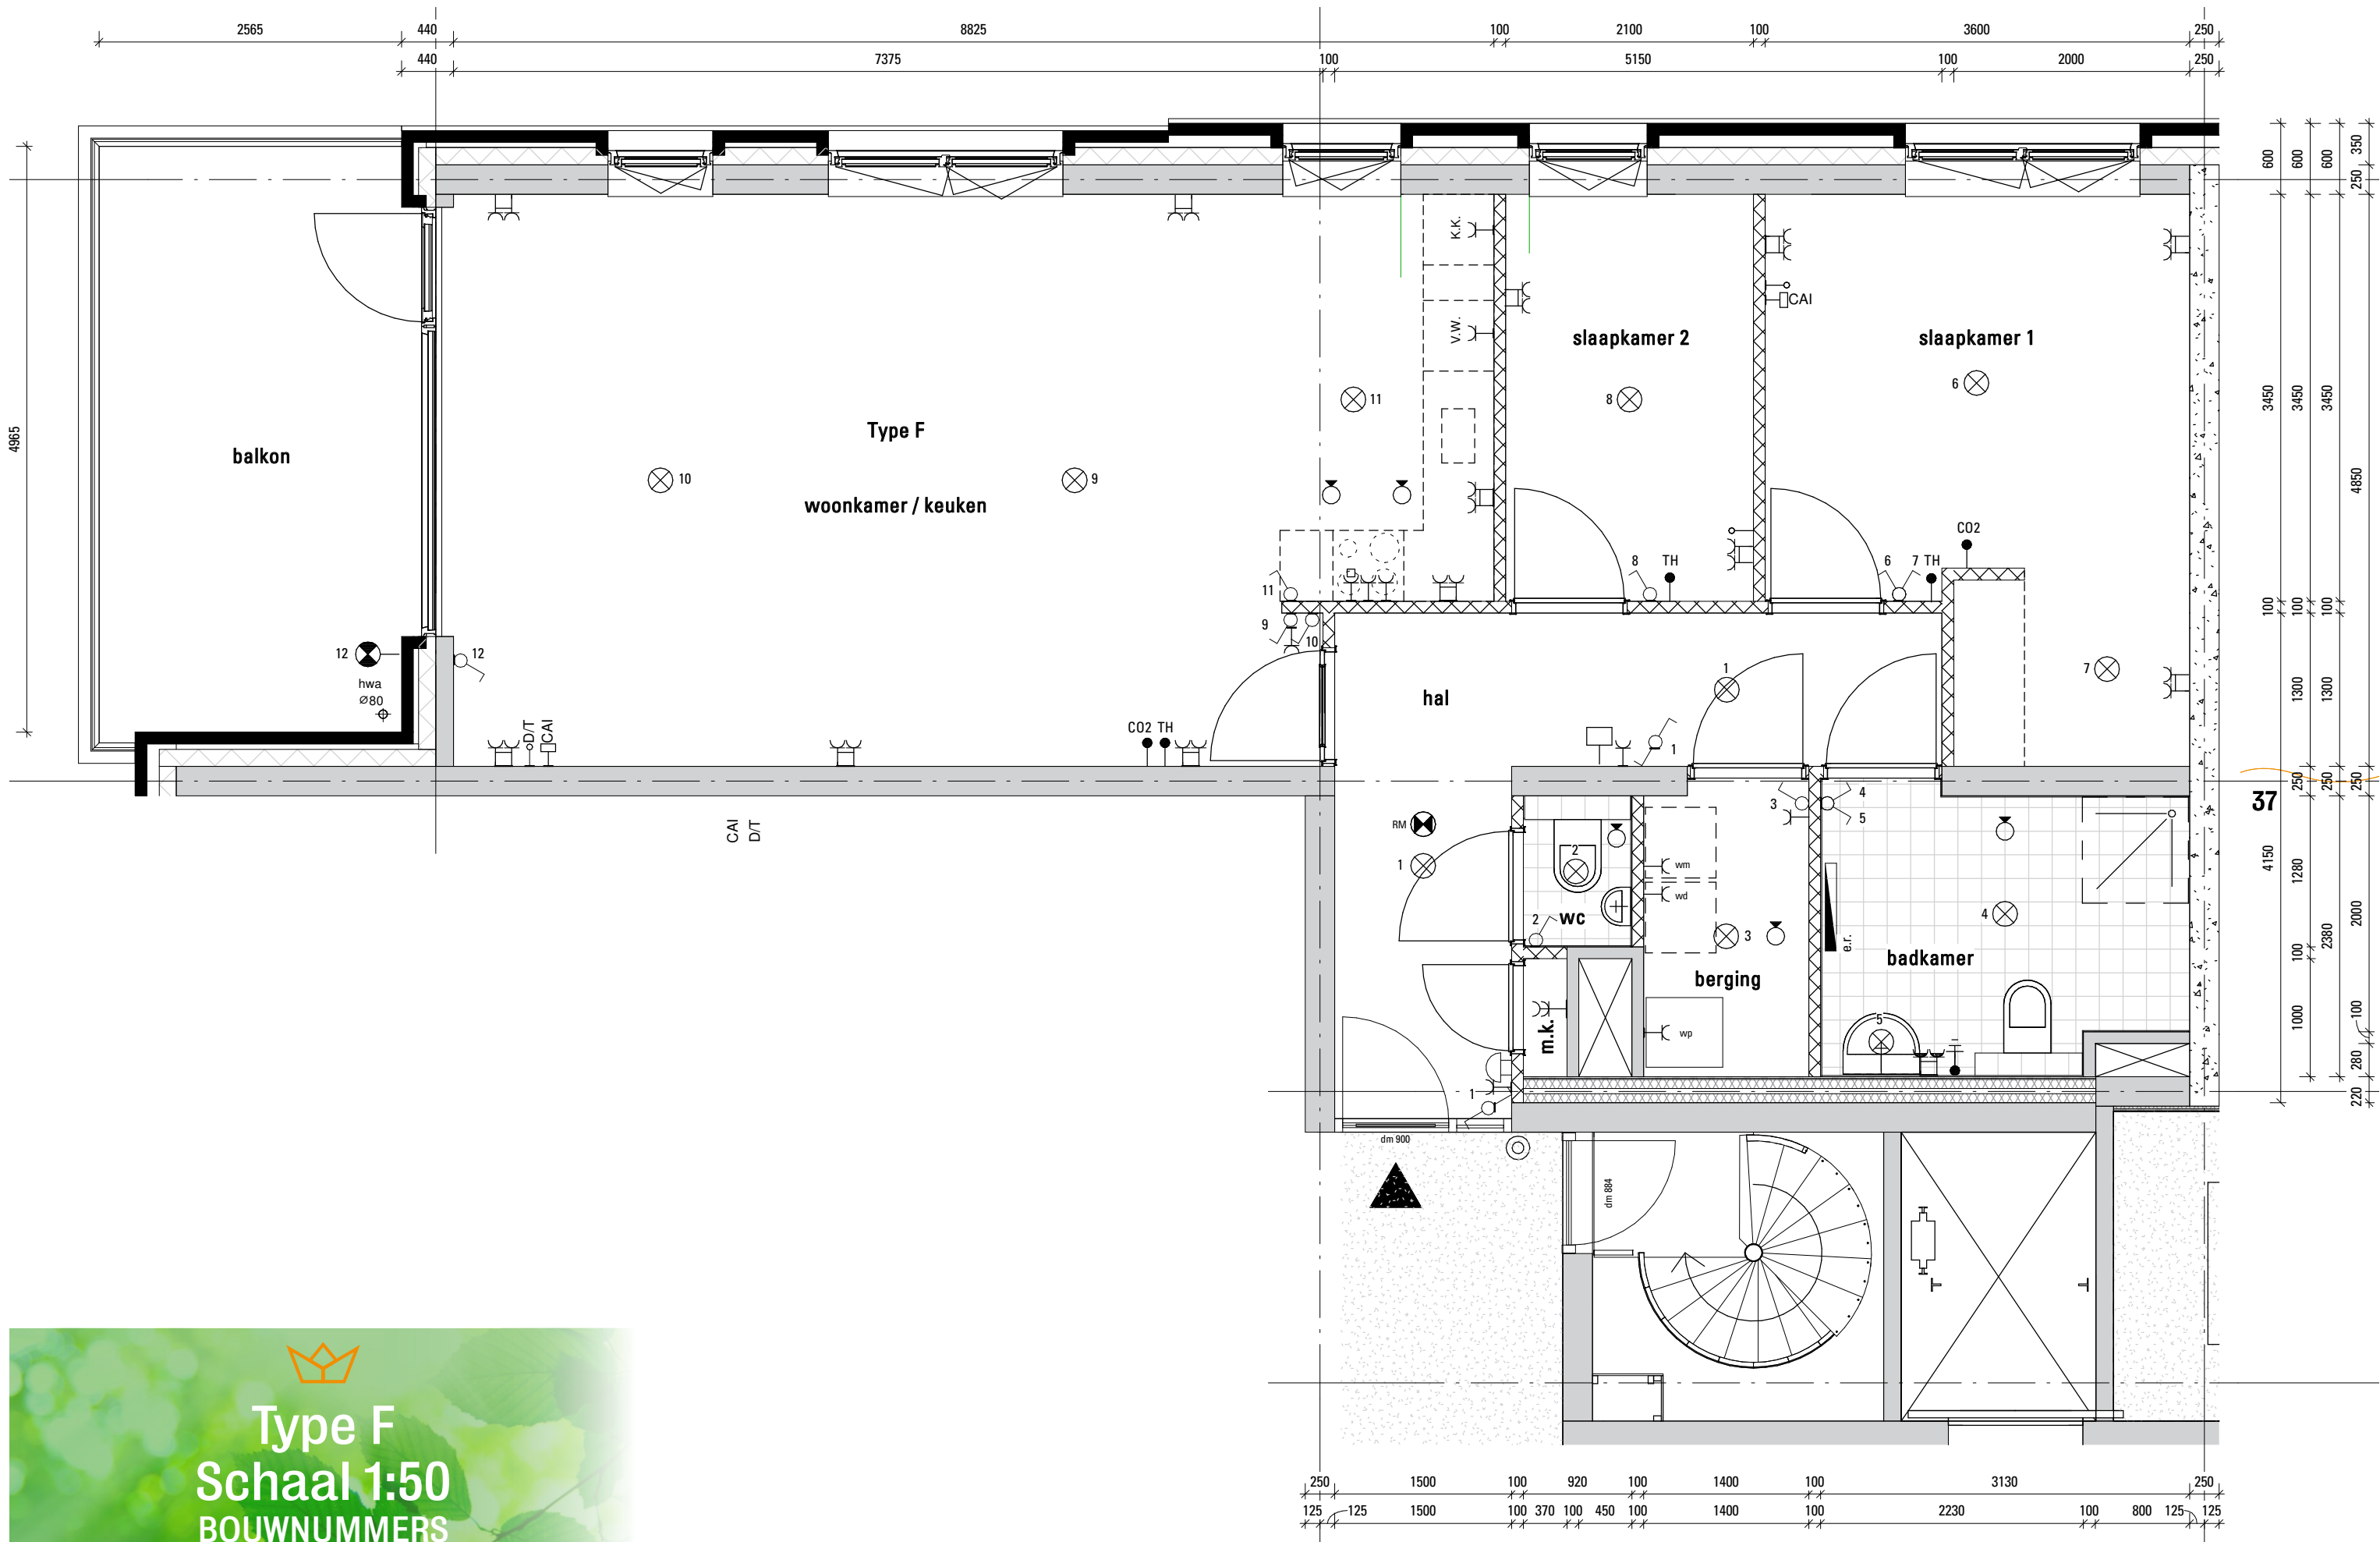 2565 440 8825 100 2100 100 3600 250
440 7375 100 5150 100 2000 250
4965
balkon
Type F
woonkamer / keuken
10
9
11
K.K.
V.W.
slaapkamer 2
8
slaapkamer 1
6
CAI
CO2
8 TH
6 7 TH
11
9
10
12
12
hwa
Ø80
D/T
CAI
CO2 TH
hal
1
1
7
CAI
D/T
RM
1
2
2
wc
wm
wd
3
3
berging
wp
m.k.
1
4
5
4
e.r.
badkamer
5
37
dm 900
dm 884
600 600 600 350
250
3450 3450 3450 4850
100 100 100
1300 1300
250 250 250
4150 1280 2380 2000
100
1000 100
280
220
250 1500 100 920 100 1400 100 3130 250
125 125 1500 100 370 100 450 100 1400 100 2230 100 800 125 125
Type F
Schaal 1:50
BOUWNUMMERS